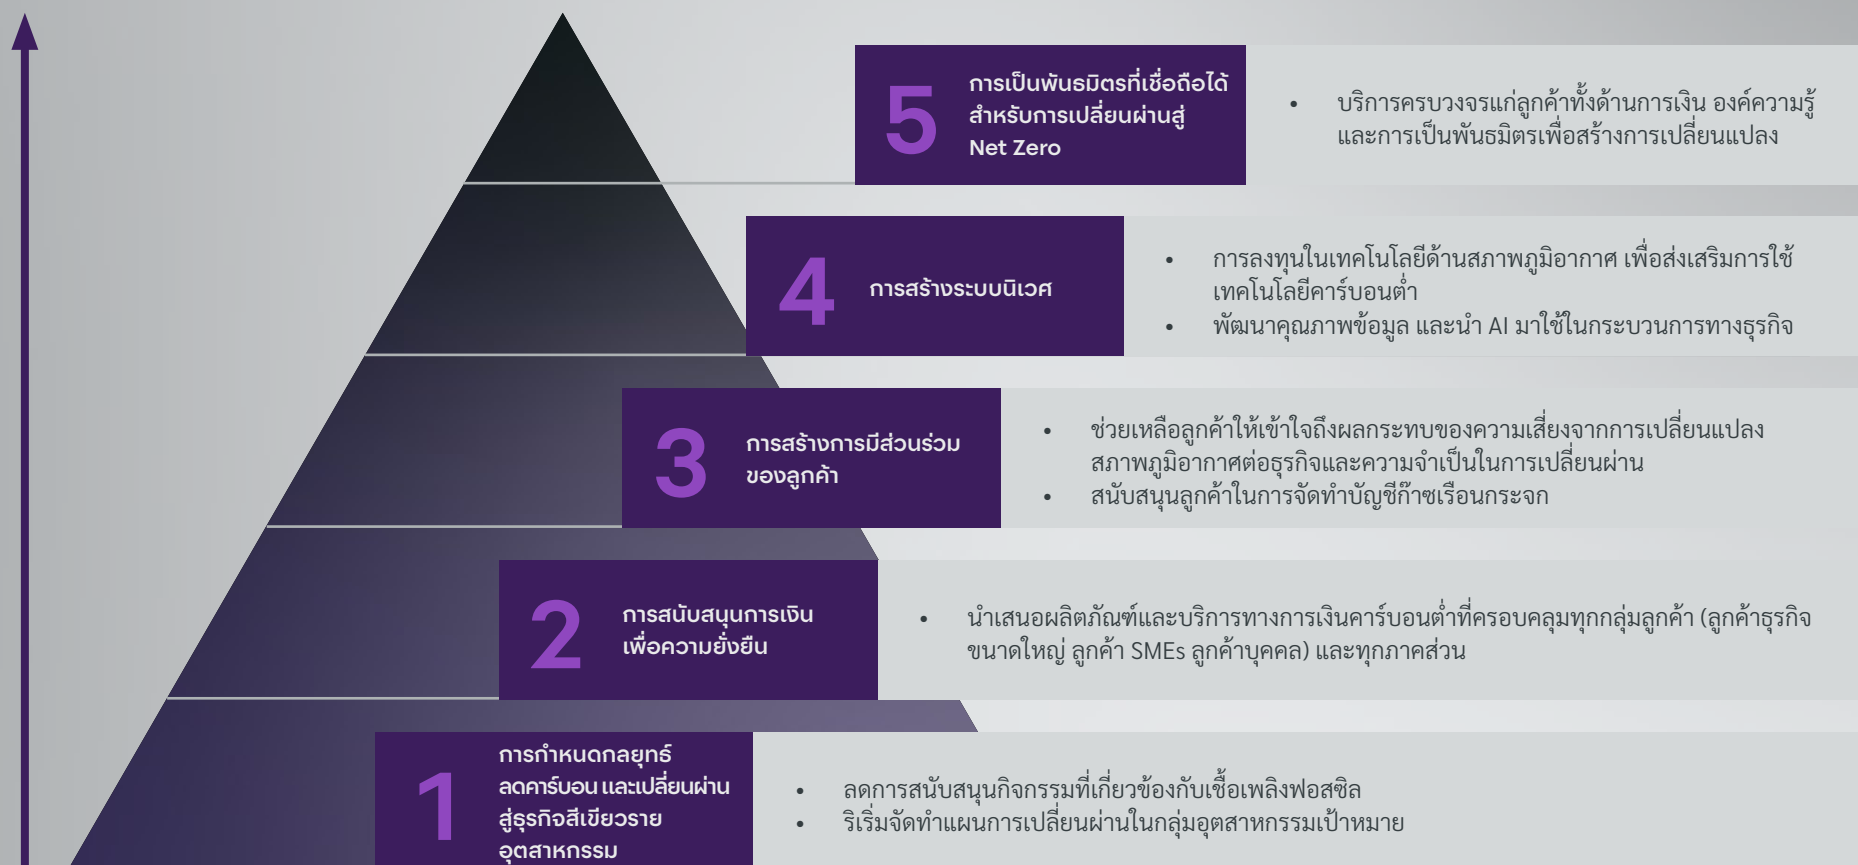 5
การเป็นพันธมิตรที่เชื่อถือได้
สำหรับการเปลี่ยนผ่านสู่
Net Zero
• บริการครบวงจรแก่ลูกค้าทั้งด้านการเงิน องค์ความรู้
และการเป็นพันธมิตรเพื่อสร้างการเปลี่ยนแปลง
4
การสร้างระบบนิเวศ
• การลงทุนในเทคโนโลยีด้านสภาพภูมิอากาศ เพื่อส่งเสริมการใช้
เทคโนโลยีคาร์บอนต่ำ
• พัฒนาคุณภาพข้อมูล และนำ AI มาใช้ในกระบวนการทางธุรกิจ
3
การสร้างการมีส่วนร่วม
ของลูกค้า
• ช่วยเหลือลูกค้าให้เข้าใจถึงผลกระทบของความเสี่ยงจากการเปลี่ยนแปลง
สภาพภูมิอากาศต่อธุรกิจและความจำเป็นในการเปลี่ยนผ่าน
• สนับสนุนลูกค้าในการจัดทำบัญชีก๊าซเรือนกระจก
2
การสนับสนุนการเงิน
เพื่อความยั่งยืน
• นำเสนอผลิตภัณฑ์และบริการทางการเงินคาร์บอนต่ำที่ครอบคลุมทุกกลุ่มลูกค้า (ลูกค้าธุรกิจ
ขนาดใหญ่ ลูกค้า SMEs ลูกค้าบุคคล) และทุกภาคส่วน
1
การกำหนดกลยุทธ์
ลดคาร์บอน และเปลี่ยนผ่าน
สู่ธุรกิจสีเขียวราย
อุตสาหกรรม
• ลดการสนับสนุนกิจกรรมที่เกี่ยวข้องกับเชื้อเพลิงฟอสซิล
• ริเริ่มจัดทำแผนการเปลี่ยนผ่านในกลุ่มอุตสาหกรรมเป้าหมาย